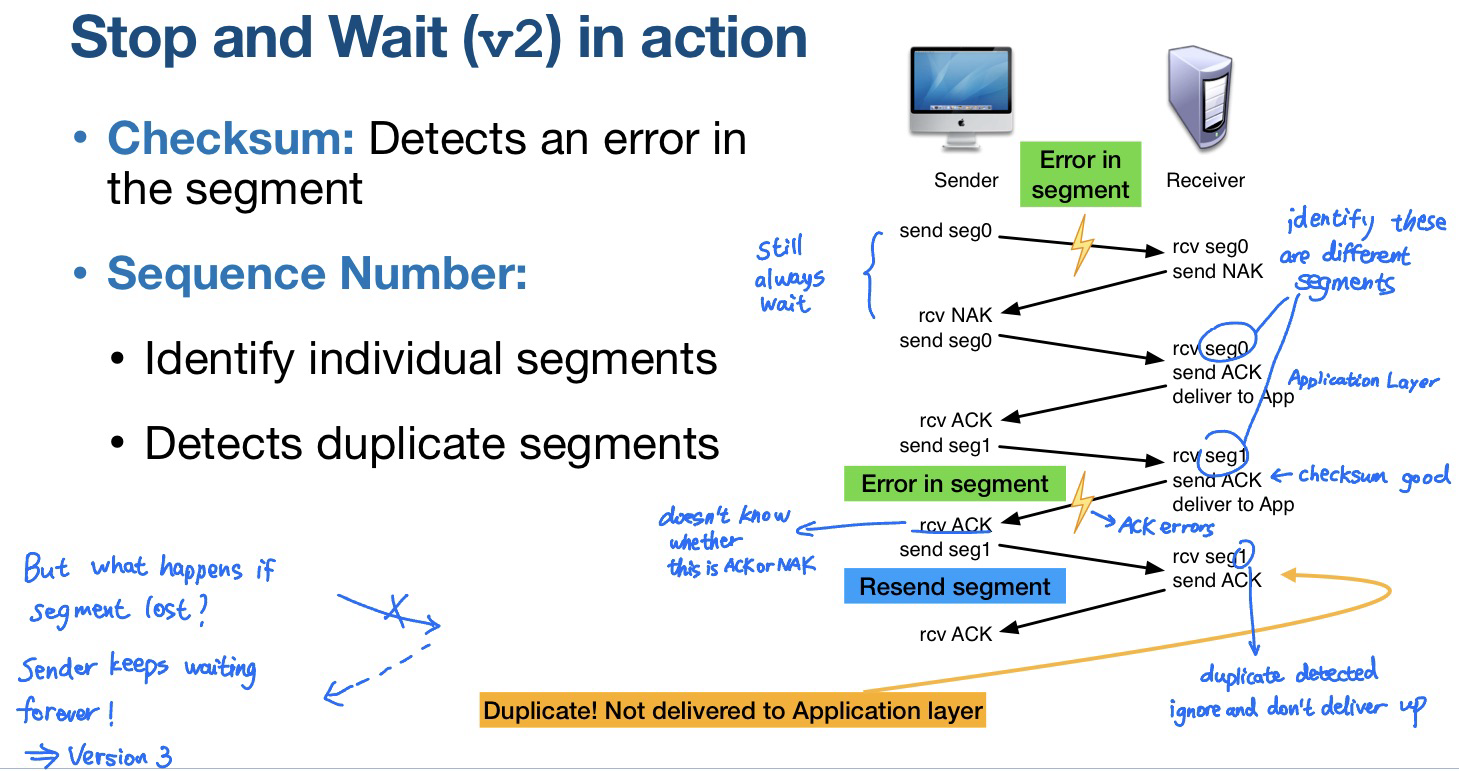 Stop and Wait (v2) in action
• Checksum: Detects an error in
the segment
• Sequence Number:
• Identify individual segments
• Detects duplicate segments
But what happens if
segment lost?
Sender keeps waiting
forever!
⇒ Version 3
Sender
Error in
segment
Receiver
still
always
wait
send seg0
rcv seg0
send NAK
identify these
are different
segments
rcv NAK
send seg0
rcv seg0
send ACK
deliver to App
Application Layer
rcv ACK
send seg1
rcv seg1
send ACK
deliver to App
← checksum good
Error in segment
ACK errors
doesn't know
whether
this is ACK or NAK
rcv ACK
send seg1
rcv seg1
send ACK
Resend segment
rcv ACK
duplicate detected
ignore and don't deliver up
Duplicate! Not delivered to Application layer